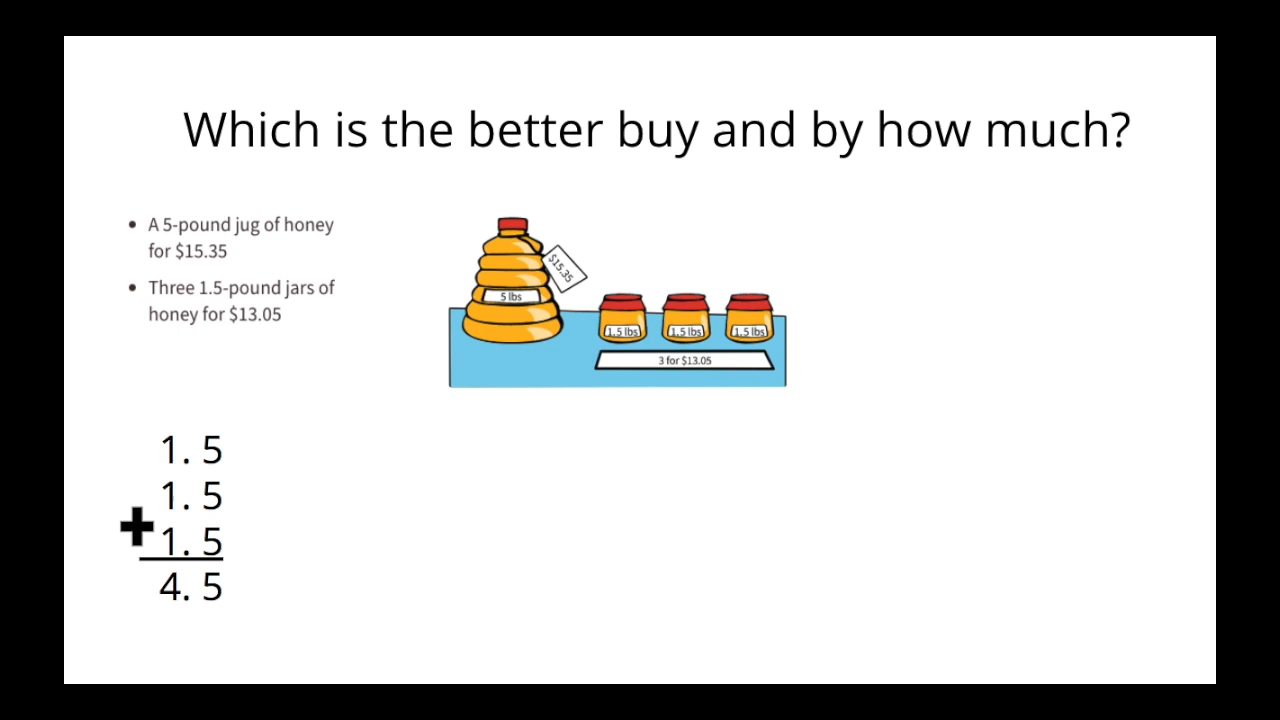 Which is the better buy and by how much?
• A 5-pound jug of honey
for $15.35
• Three 1.5-pound jars of
honey for $13.05
$15.35
5 lbs
1.5 lbs
1.5 lbs
1.5 lbs
3 for $13.05
1. 5
1. 5
+ 1. 5
4. 5